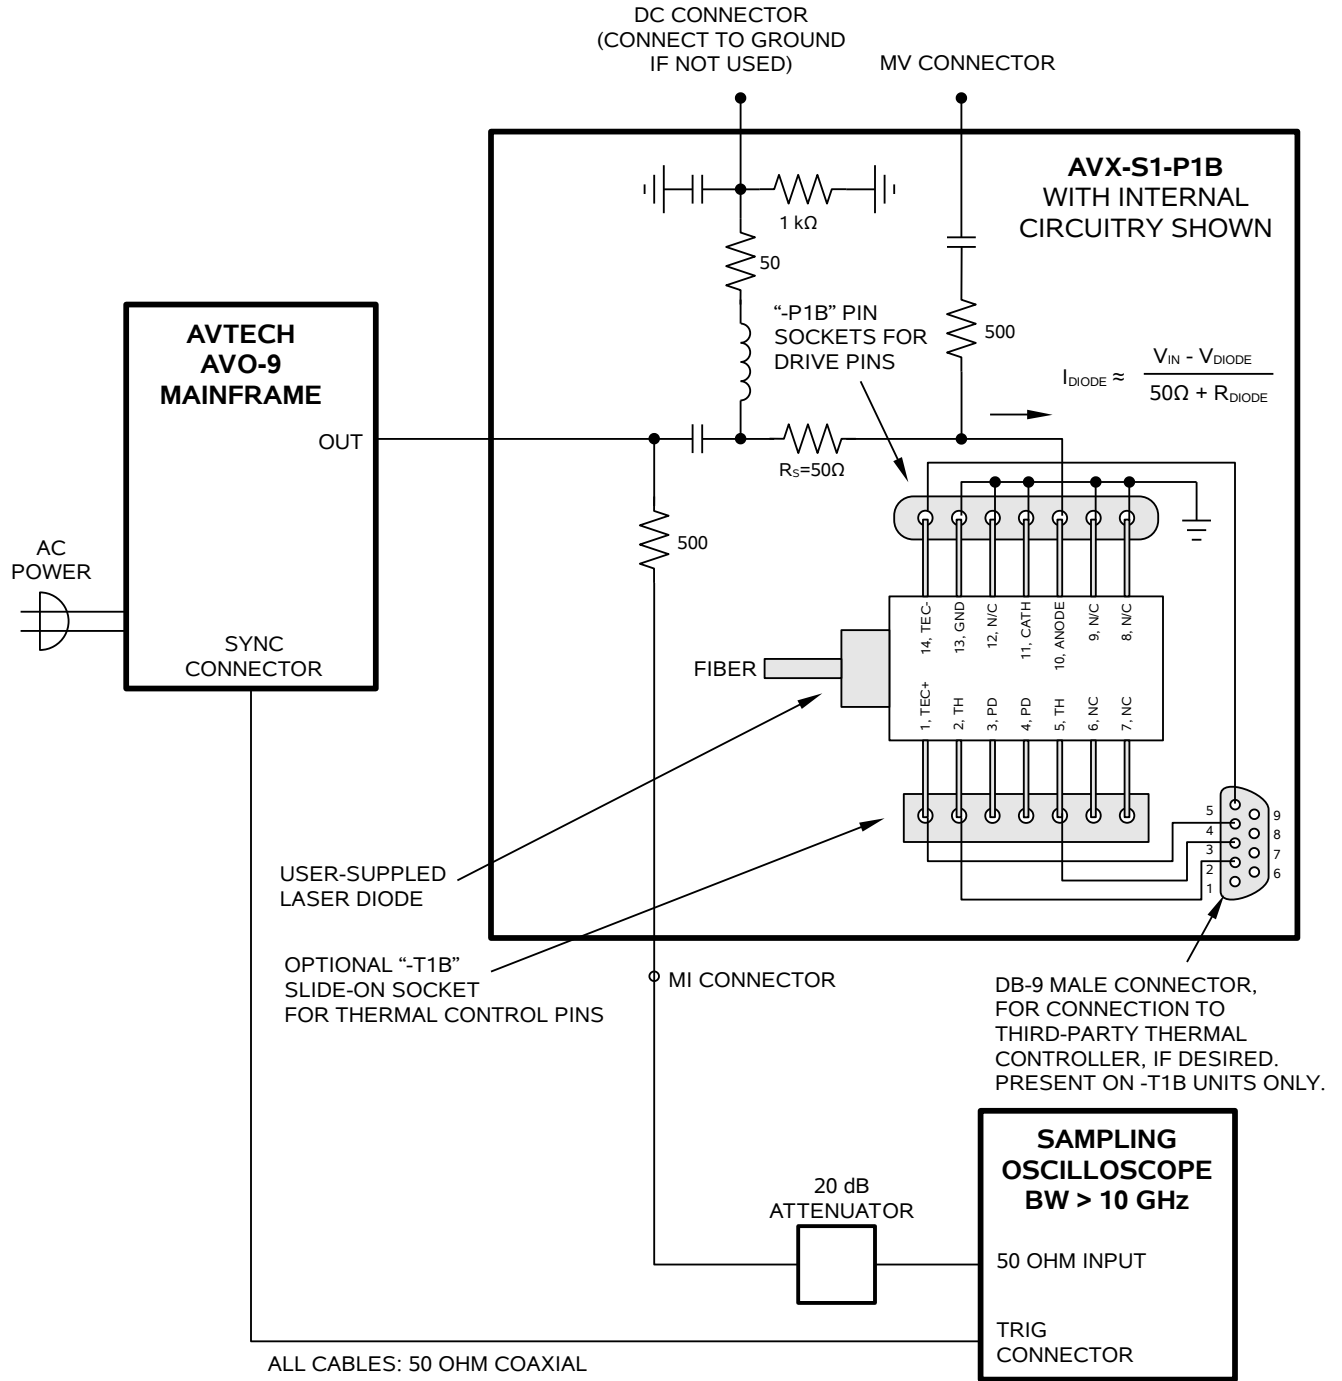 DC CONNECTOR
(CONNECT TO GROUND
IF NOT USED)
MV CONNECTOR
AVX-S1-P1B
WITH INTERNAL
CIRCUITRY SHOWN
1 kΩ
50
500
"-P1B" PIN
SOCKETS FOR
DRIVE PINS
I_DIODE ≈
V_IN - V_DIODE
50Ω + R_DIODE
AVTECH
AVO-9
MAINFRAME
OUT
R_S=50Ω
500
AC
POWER
SYNC
CONNECTOR
14, TEC-
13, GND
12, N/C
11, CATH
10, ANODE
9, N/C
8, N/C
FIBER
1, TEC+
2, TH
3, PD
4, PD
5, TH
6, NC
7, NC
5
4
3
2
1
9
8
7
6
USER-SUPPLED
LASER DIODE
OPTIONAL "-T1B"
SLIDE-ON SOCKET
FOR THERMAL CONTROL PINS
MI CONNECTOR
DB-9 MALE CONNECTOR,
FOR CONNECTION TO
THIRD-PARTY THERMAL
CONTROLLER, IF DESIRED.
PRESENT ON -T1B UNITS ONLY.
SAMPLING
OSCILLOSCOPE
BW > 10 GHz
20 dB
ATTENUATOR
50 OHM INPUT
TRIG
CONNECTOR
ALL CABLES: 50 OHM COAXIAL